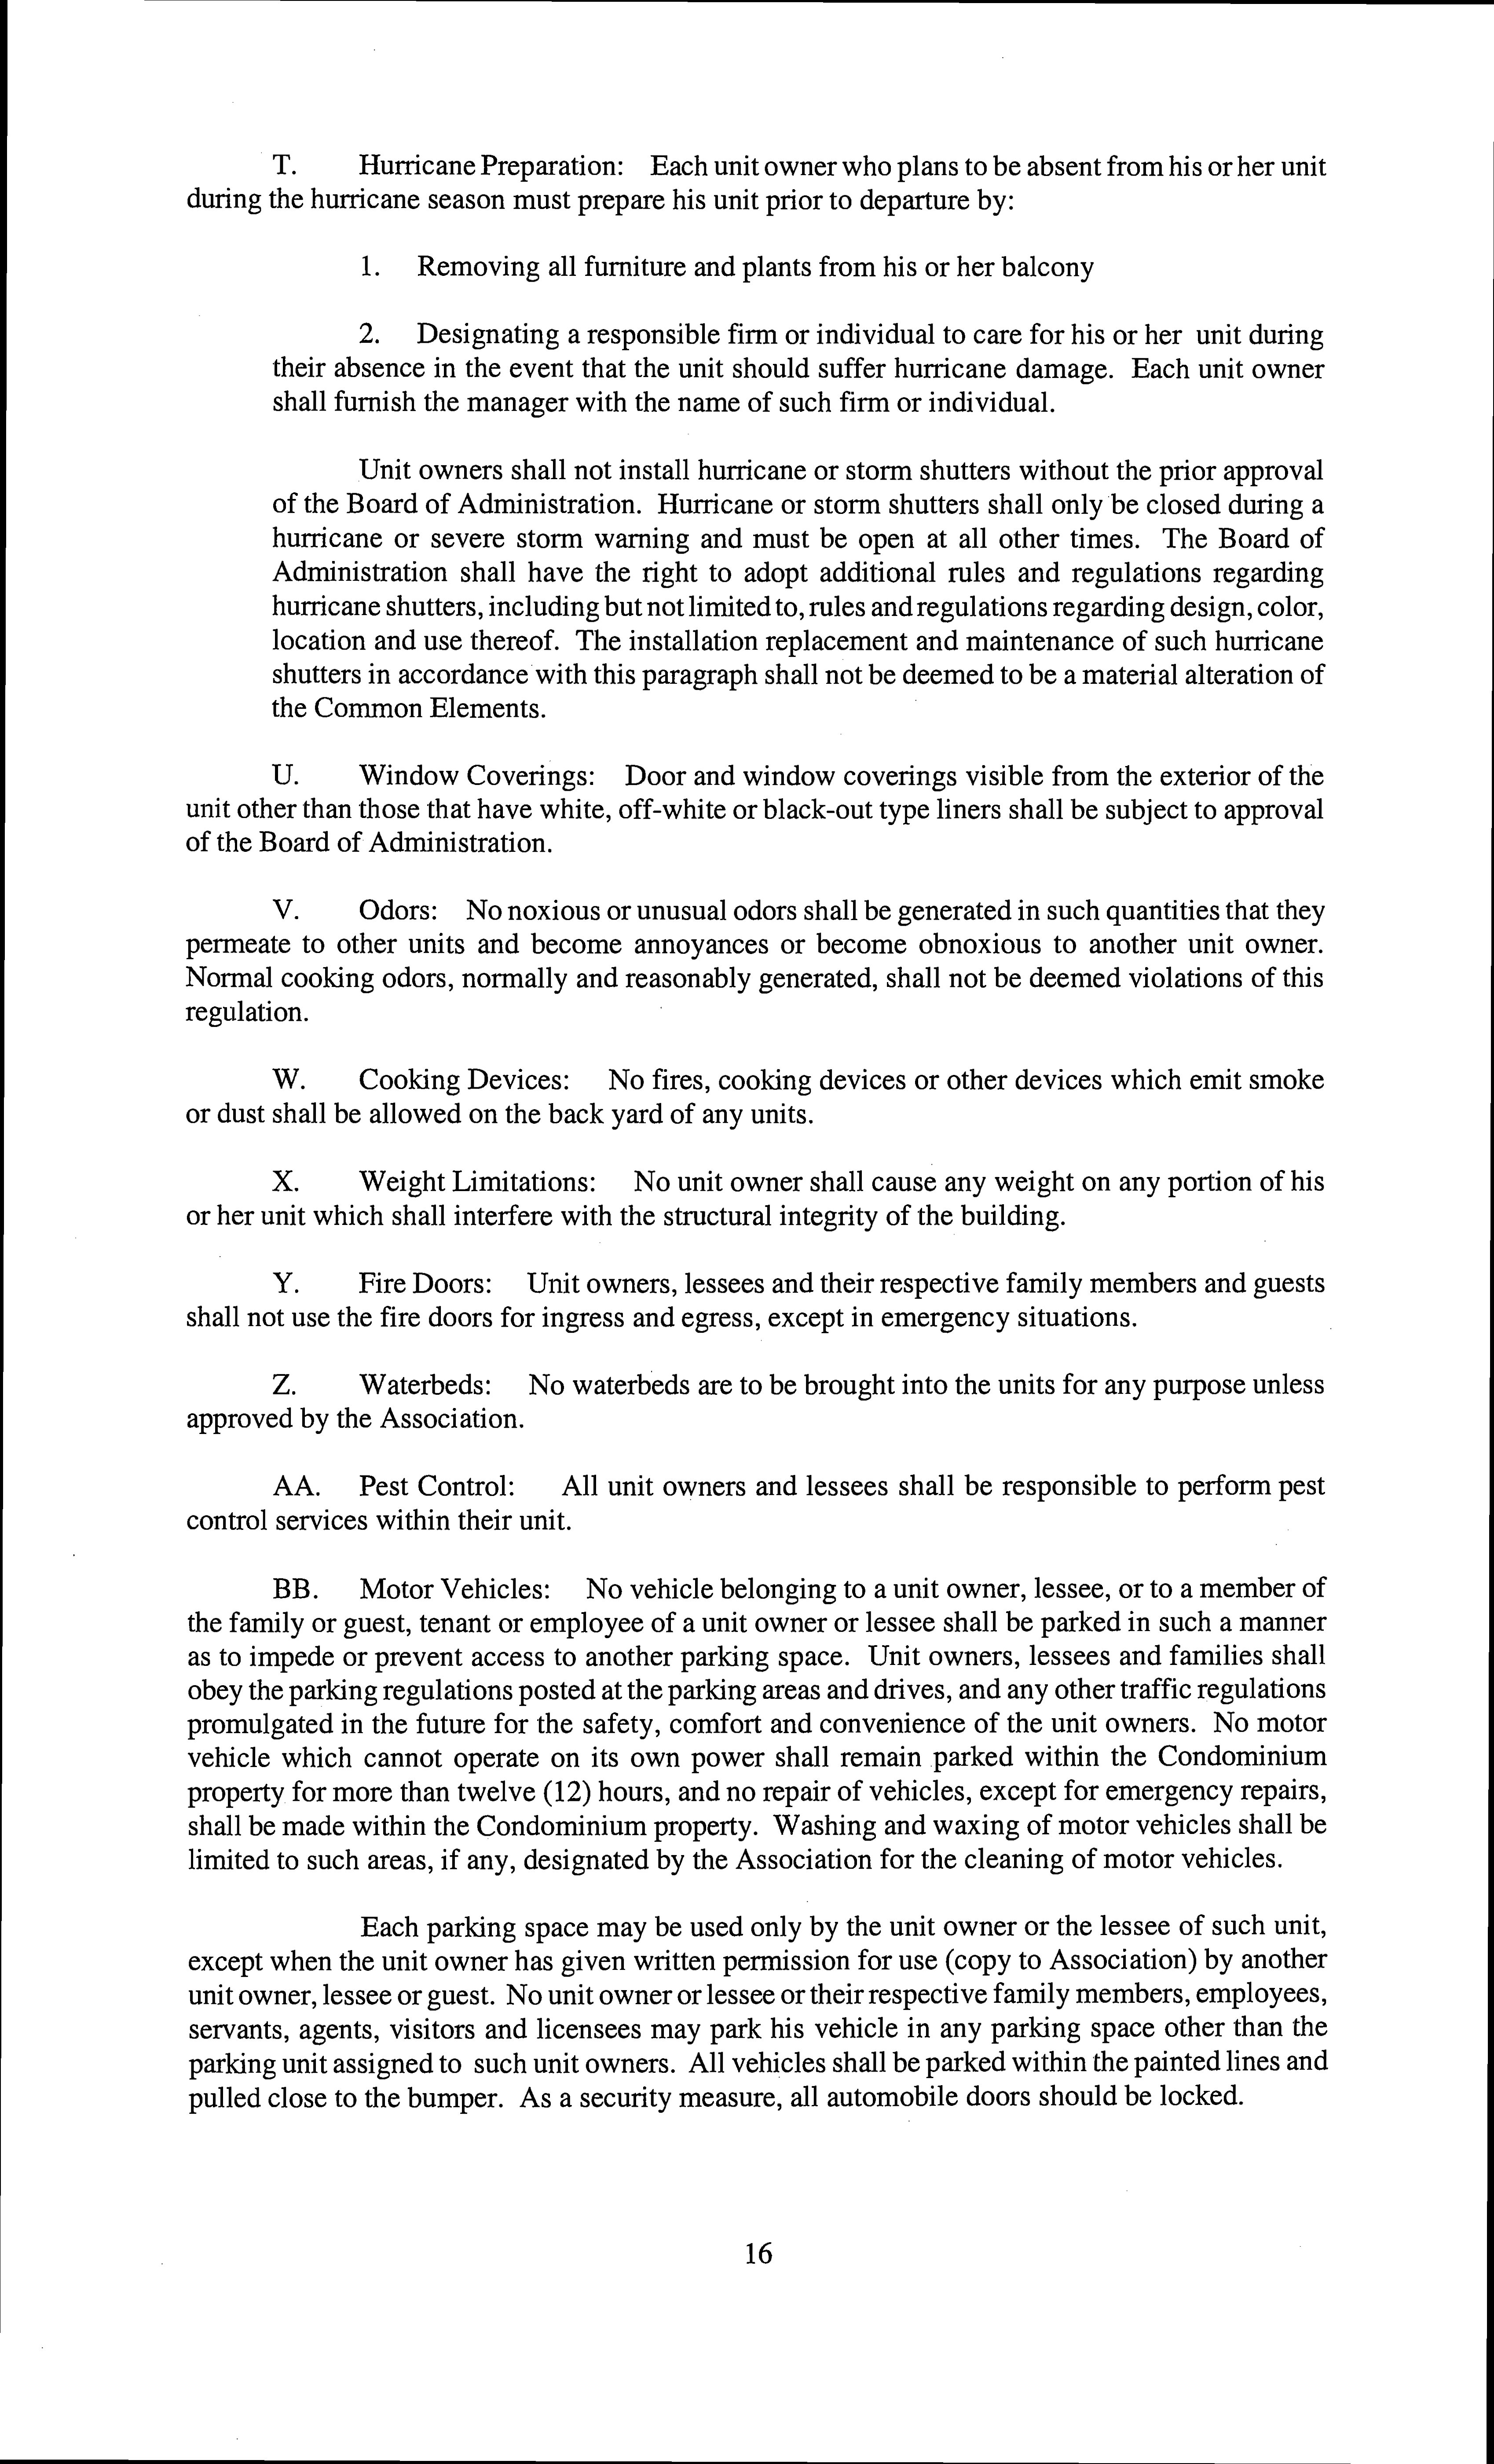 T. Hurricane Preparation: Each unit owner who plans to be absent from his or her unit
during the hurricane season must prepare his unit prior to departure by:
1. Removing all furniture and plants from his or her balcony
2. Designating a responsible firm or individual to care for his or her unit during
their absence in the event that the unit should suffer hurricane damage. Each unit owner
shall furnish the manager with the name of such firm or individual.
Unit owners shall not install hurricane or storm shutters without the prior approval
of the Board of Administration. Hurricane or storm shutters shall only be closed during a
hurricane or severe storm warning and must be open at all other times. The Board of
Administration shall have the right to adopt additional rules and regulations regarding
hurricane shutters, including but not limited to, rules and regulations regarding design, color,
location and use thereof. The installation replacement and maintenance of such hurricane
shutters in accordance with this paragraph shall not be deemed to be a material alteration of
the Common Elements.
U. Window Coverings: Door and window coverings visible from the exterior of the
unit other than those that have white, off-white or black-out type liners shall be subject to approval
of the Board of Administration.
V. Odors: No noxious or unusual odors shall be generated in such quantities that they
permeate to other units and become annoyances or become obnoxious to another unit owner.
Normal cooking odors, normally and reasonably generated, shall not be deemed violations of this
regulation.
W. Cooking Devices: No fires, cooking devices or other devices which emit smoke
or dust shall be allowed on the back yard of any units.
X. Weight Limitations: No unit owner shall cause any weight on any portion of his
or her unit which shall interfere with the structural integrity of the building.
Y. Fire Doors: Unit owners, lessees and their respective family members and guests
shall not use the fire doors for ingress and egress, except in emergency situations.
Z. Waterbeds: No waterbeds are to be brought into the units for any purpose unless
approved by the Association.
AA. Pest Control: All unit owners and lessees shall be responsible to perform pest
control services within their unit.
BB. Motor Vehicles: No vehicle belonging to a unit owner, lessee, or to a member of
the family or guest, tenant or employee of a unit owner or lessee shall be parked in such a manner
as to impede or prevent access to another parking space. Unit owners, lessees and families shall
obey the parking regulations posted at the parking areas and drives, and any other traffic regulations
promulgated in the future for the safety, comfort and convenience of the unit owners. No motor
vehicle which cannot operate on its own power shall remain parked within the Condominium
property for more than twelve (12) hours, and no repair of vehicles, except for emergency repairs,
shall be made within the Condominium property. Washing and waxing of motor vehicles shall be
limited to such areas, if any, designated by the Association for the cleaning of motor vehicles.
Each parking space may be used only by the unit owner or the lessee of such unit,
except when the unit owner has given written permission for use (copy to Association) by another
unit owner, lessee or guest. No unit owner or lessee or their respective family members, employees,
servants, agents, visitors and licensees may park his vehicle in any parking space other than the
parking unit assigned to such unit owners. All vehicles shall be parked within the painted lines and
pulled close to the bumper. As a security measure, all automobile doors should be locked.
16